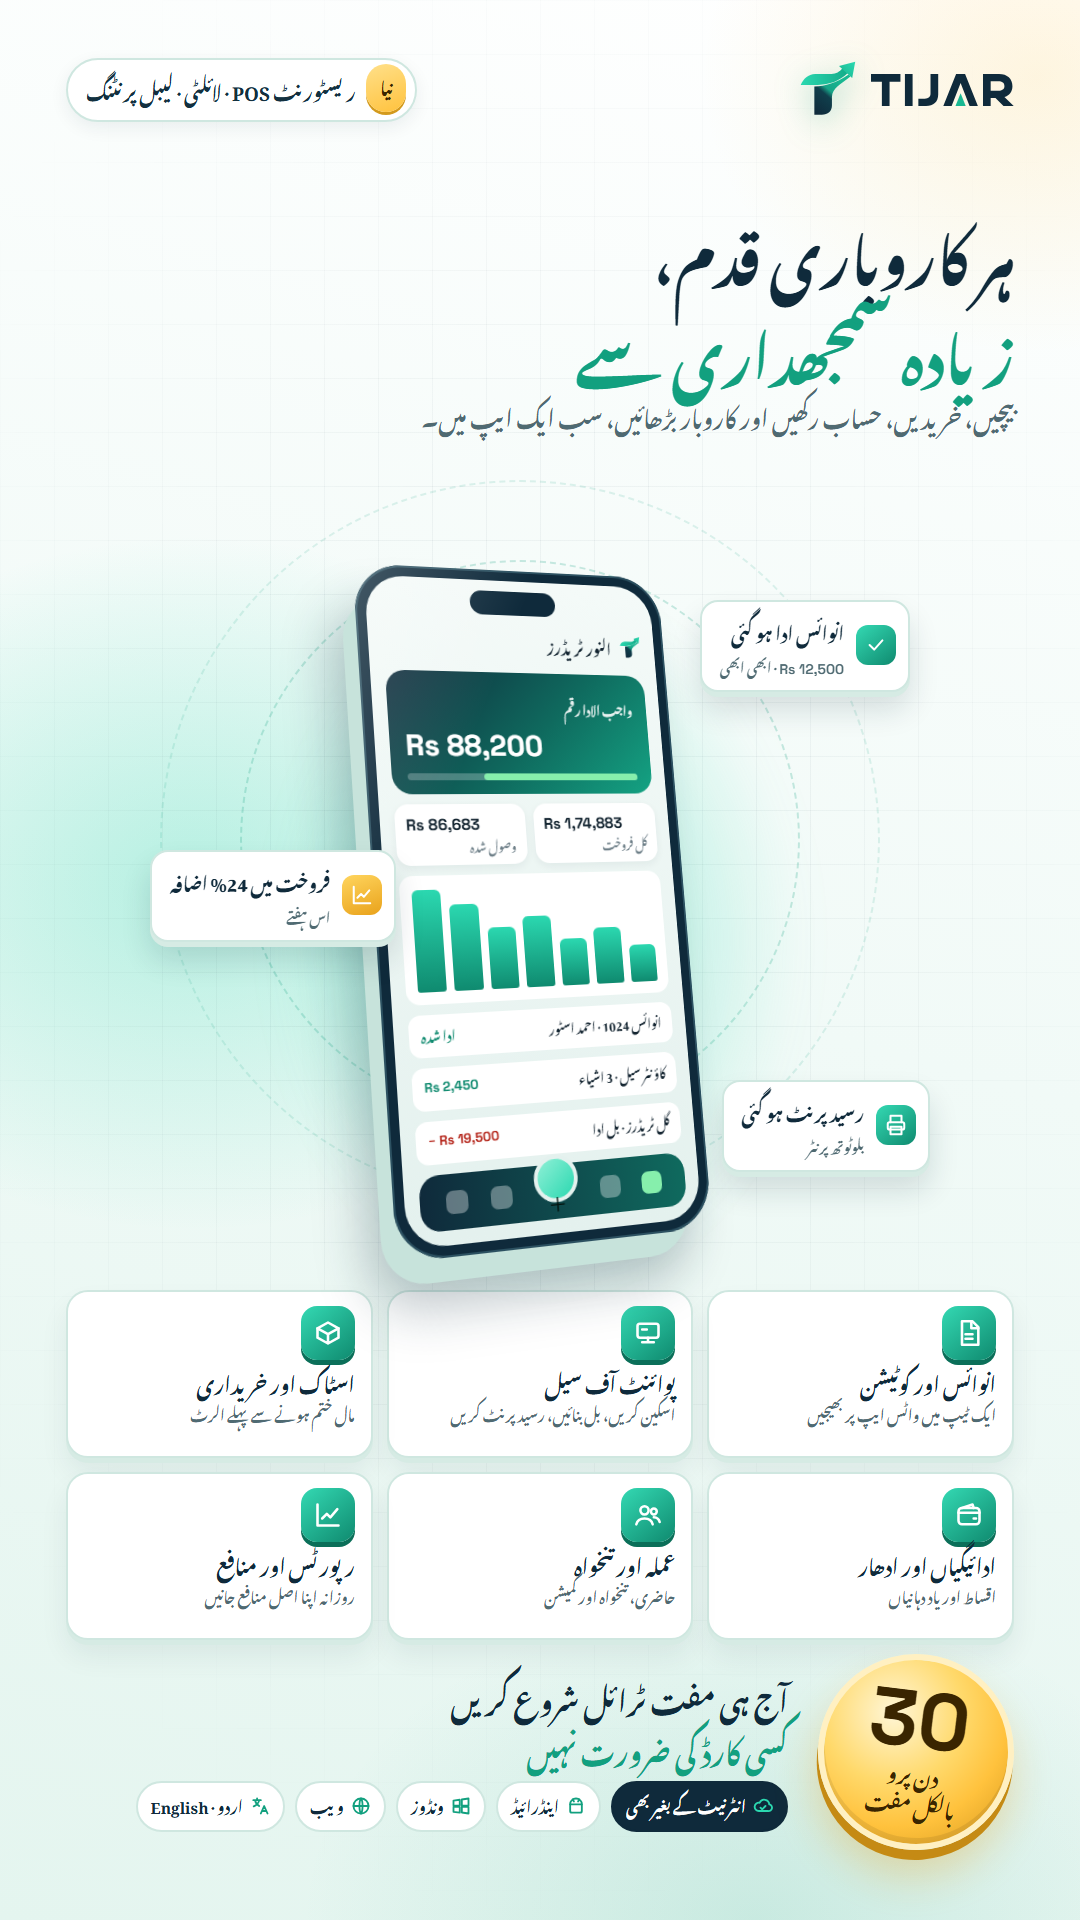 TIJAR
نیا
ریسٹورنٹ POS · لائلٹی · لیبل پرنٹنگ
ہر کاروباری قدم،
زیادہ سمجھداری سے
بیچیں، خریدیں، حساب رکھیں اور کاروبار بڑھائیں، سب ایک ایپ میں۔
انوائس ادا ہو گئی
Rs 12,500 · ابھی ابھی
النور ٹریڈرز
واجب الادا رقم
Rs 88,200
Rs 1,74,883
کل فروخت
Rs 86,683
وصول شدہ
فروخت میں 24% اضافہ
اس ہفتے
انوائس 1024 · احمد اسٹور
ادا شدہ
کاؤنٹر سیل · 3 اشیاء
Rs 2,450
گل ٹریڈرز · بل ادا
− Rs 19,500
+
رسید پرنٹ ہو گئی
بلوٹوتھ پرنٹر
انوائس اور کوٹیشن
ایک ٹیپ میں واٹس ایپ پر بھیجیں
پوائنٹ آف سیل
اسکین کریں، بل بنائیں، رسید پرنٹ کریں
اسٹاک اور خریداری
مال ختم ہونے سے پہلے الرٹ
ادائیگیاں اور ادھار
اقساط اور یاد دہانیاں
عملہ اور تنخواہ
حاضری، تنخواہ اور کمیشن
رپورٹس اور منافع
روزانہ اپنا اصل منافع جانیں
30
دن پرو
بالکل مفت
آج ہی مفت ٹرائل شروع کریں
کسی کارڈ کی ضرورت نہیں
انٹرنیٹ کے بغیر بھی
اینڈرائیڈ
ونڈوز
ویب
اردو · English